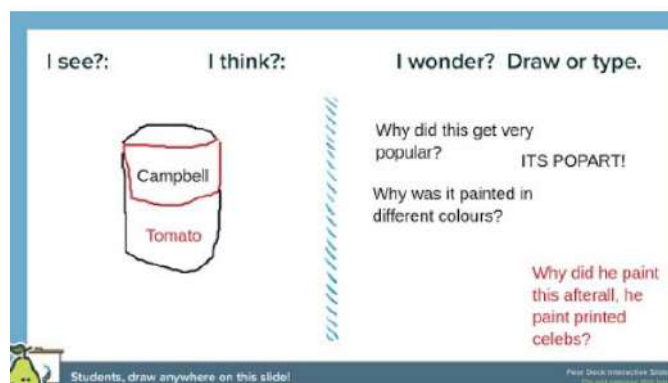 I see?: I think?: I wonder? Draw or type.
Campbell
Tomato
Why did this get very
popular?
ITS POPART!
Why was it painted in
different colours?
Why did he paint
this afterall, he
paint printed
celebs?
Students, draw anywhere on this slide!
Pear Deck Interactive Slide